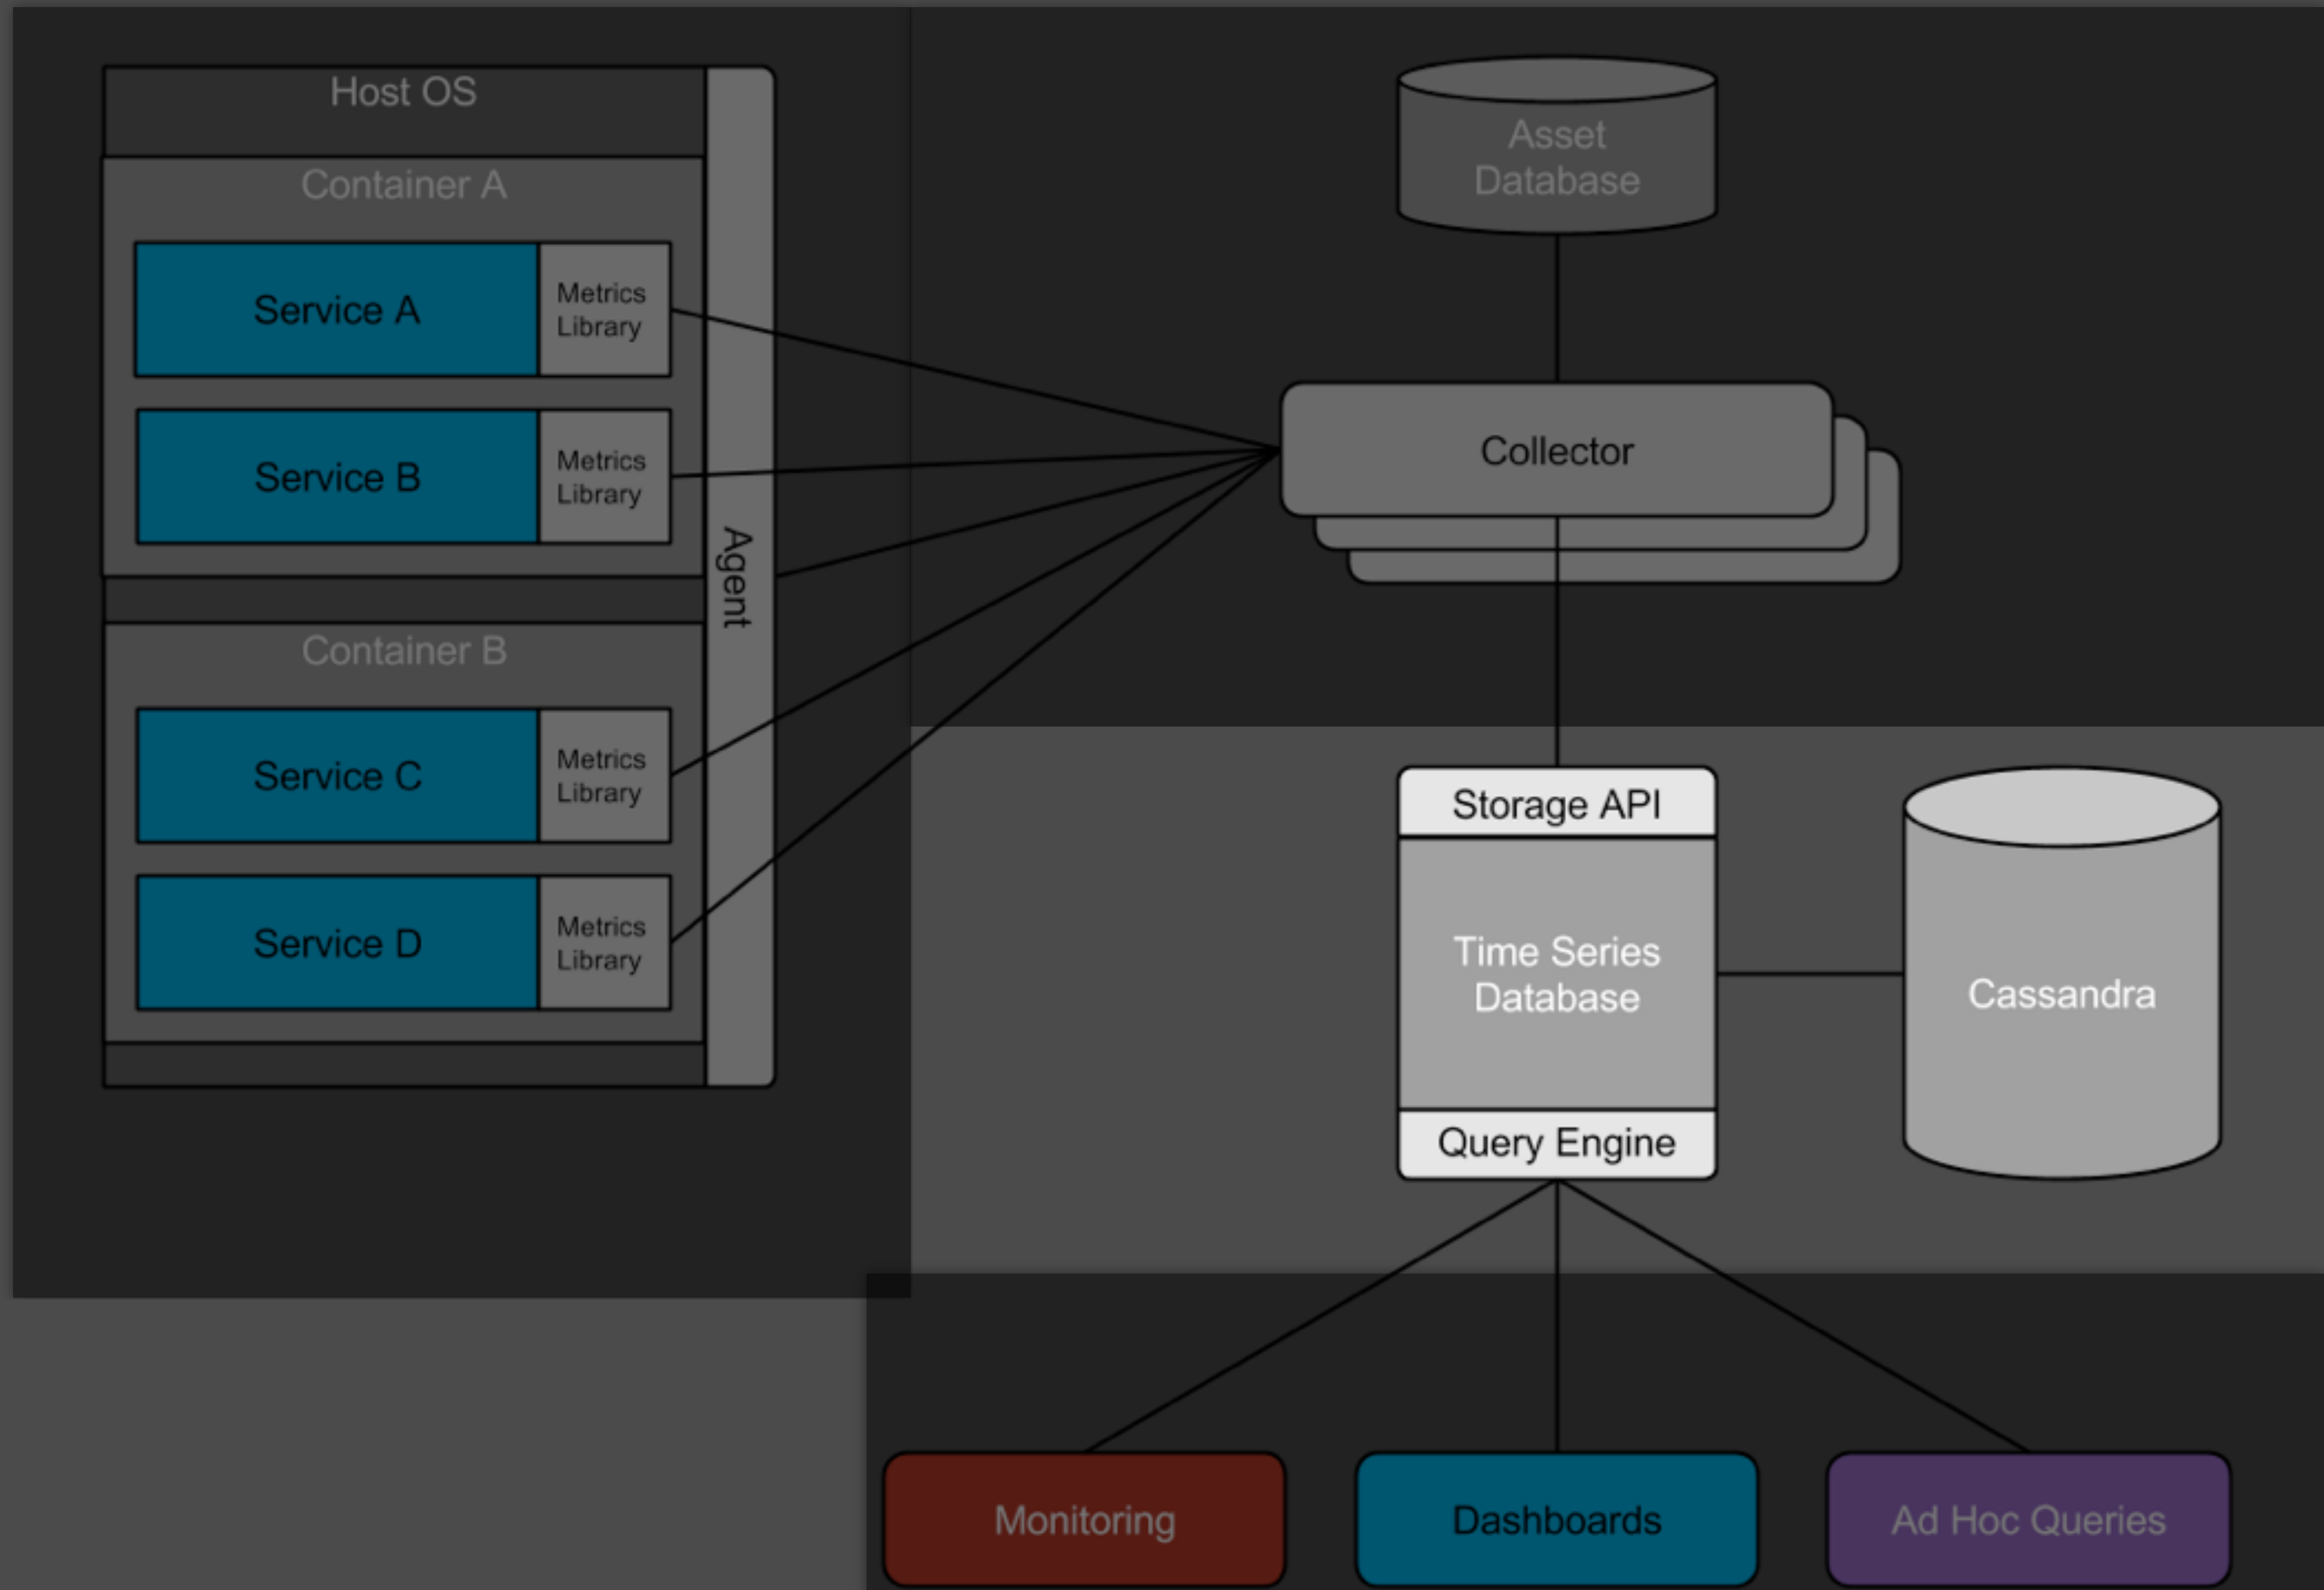 Host OS
Container A
Service A
Metrics
Library
Service B
Metrics
Library
Agent
Container B
Service C
Metrics
Library
Service D
Metrics
Library
Asset
Database
Collector
Storage API
Time Series
Database
Query Engine
Cassandra
Monitoring
Dashboards
Ad Hoc Queries